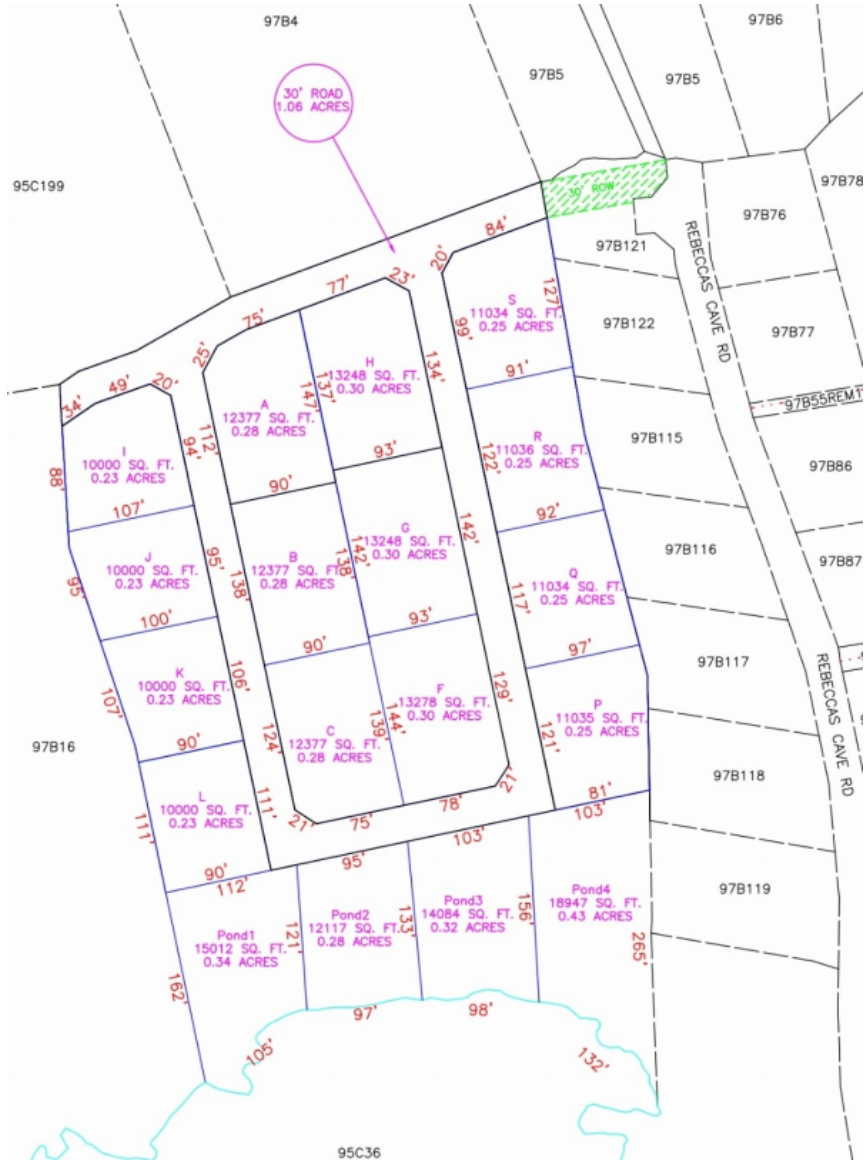 97B4
97B6
97B5
97B5
30' ROAD
1.06 ACRES
95C199
97B78
30' ROW
97B76
84'
REBECCAS CAVE RD
97B121
20'
77'
23'
75'
127'
S
11034 SQ. FT.
0.25 ACRES
97B122
97B77
99'
134'
H
13248 SQ. FT.
0.30 ACRES
137'
147'
25'
49'
20'
34'
91'
97B55REM1
A
12377 SQ. FT.
0.28 ACRES
112'
94'
I
10000 SQ. FT.
0.23 ACRES
88'
R
11036 SQ. FT.
0.25 ACRES
122'
97B115
97B86
93'
90'
107'
92'
G
13248 SQ. FT.
0.30 ACRES
142'
142'
138'
B
12377 SQ. FT.
0.28 ACRES
138'
95'
J
10000 SQ. FT.
0.23 ACRES
95'
Q
11034 SQ. FT.
0.25 ACRES
117'
97B116
97B87
93'
90'
100'
97'
97B117
REBECCAS CAVE RD
K
10000 SQ. FT.
0.23 ACRES
106'
107'
F
13278 SQ. FT.
0.30 ACRES
129'
144'
139'
C
12377 SQ. FT.
0.28 ACRES
124'
P
11035 SQ. FT.
0.25 ACRES
121'
97B16
90'
97B118
L
10000 SQ. FT.
0.23 ACRES
111'
111'
21'
75'
78'
21'
81'
103'
103'
95'
90'
112'
97B119
Pond1
15012 SQ. FT.
0.34 ACRES
121'
Pond2
12117 SQ. FT.
0.28 ACRES
133'
Pond3
14084 SQ. FT.
0.32 ACRES
156'
Pond4
18947 SQ. FT.
0.43 ACRES
265'
162'
97'
98'
105'
132'
95C36